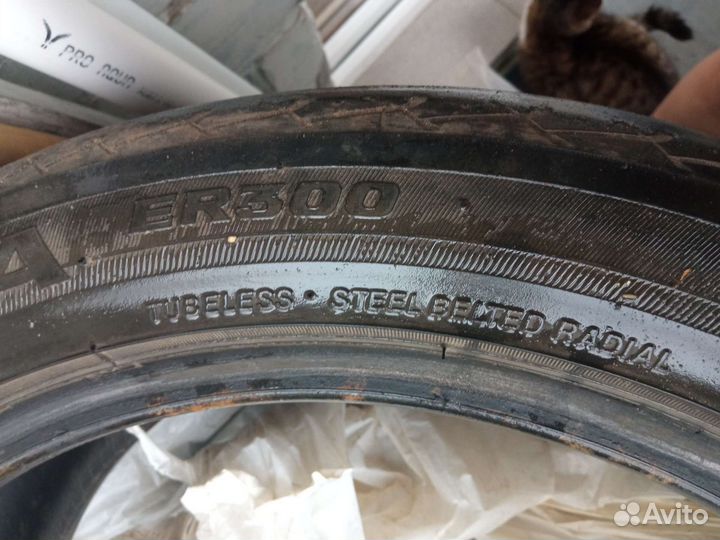 PRO AQUA
A ER300
TUBELESS • STEEL BELTED RADIAL
Avito